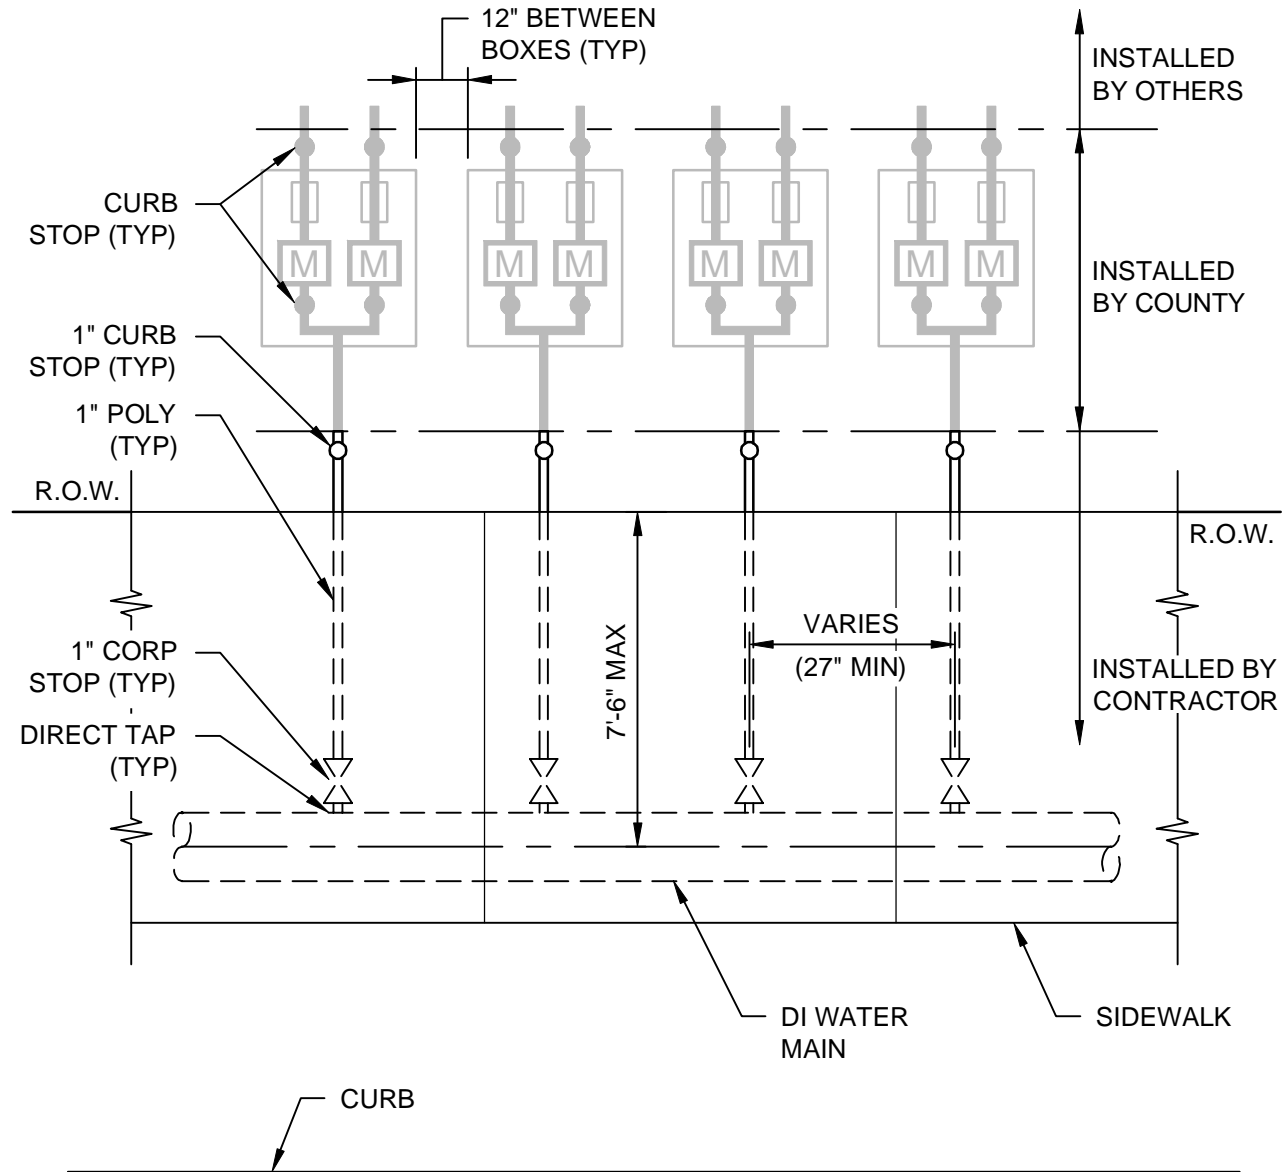 12" BETWEEN
BOXES (TYP)
INSTALLED
BY OTHERS
CURB
STOP (TYP)
M M M M M M M M
INSTALLED
BY COUNTY
1" CURB
STOP (TYP)
1" POLY
(TYP)
R.O.W.
R.O.W.
7'-6" MAX
VARIES
(27" MIN)
1" CORP
STOP (TYP)
INSTALLED BY
CONTRACTOR
DIRECT TAP
(TYP)
DI WATER
MAIN
SIDEWALK
CURB